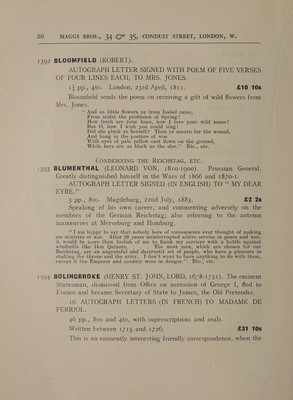 20 MAGGS BROS., 34 & 35, CONDUIT STREET, LONDON, W.
1392 BLOOMFIELD (ROBERT).
AUTOGRAPH LETTER SIGNED WITH POEM OF FIVE VERSES
OF FOUR LINES EACH, TO MRS. JONES.
1½ pp., 4to. London, 23rd April, 1811. £10 10s
Bloomfield sends the poem on receiving a gift of wild flowers from
Mrs. Jones.
"And so little flowers ye from Isabel came,
From midst the profusion of Spring!
How fresh are your hues, how I love your wild name!
But O, how I wish you could sing!
Did she pluck ye herself? Then ye mourn for the wound,
And hang in the posture of woe
With eyes of pale yellow cast down on the ground,
While here are as black as the sloe." Etc., etc.
CONDEMNING THE REICHSTAG, ETC.
1393 BLUMENTHAL (LEONARD VON, 1810-1900). Prussian General.
Greatly distinguished himself in the Wars of 1866 and 1870-1.
AUTOGRAPH LETTER SIGNED (IN ENGLISH) TO "MY DEAR
EYRE."
3 pp., 8vo. Magdeburg, 22nd July, 1883. £2 2s
Speaking of his own career, and commenting adversely on the
members of the German Reichstag; also referring to the autumn
manœuvres at Merseburg and Homburg.
"I am happy to say that nobody here of consequence ever thought of making
me minister of war. After 56 years uninterrupted active service in peace and war,
it would be more than foolish of me to finish my carriere with a battle against
windmills like Don Quixote. The most men, which are chosen for our
Reichstag, are an ungrateful and desperate set of people, who have a pleasure in
shaking the throne and the army. I don't want to have anything to do with them,
except if the Emperor and country were in danger." Etc., etc.
1394 BOLINGBROKE (HENRY ST. JOHN, LORD, 1678-1751). The eminent
Statesman, dismissed from Office on accession of George I, fled to
France and became Secretary of State to James, the Old Pretender.
16 AUTOGRAPH LETTERS (IN FRENCH) TO MADAME DE
FERRIOL.
46 pp., 8vo and 4to, with superscriptions and seals.
Written between 1715 and 1726. £31 10s
This is an eminently interesting friendly correspondence, when the